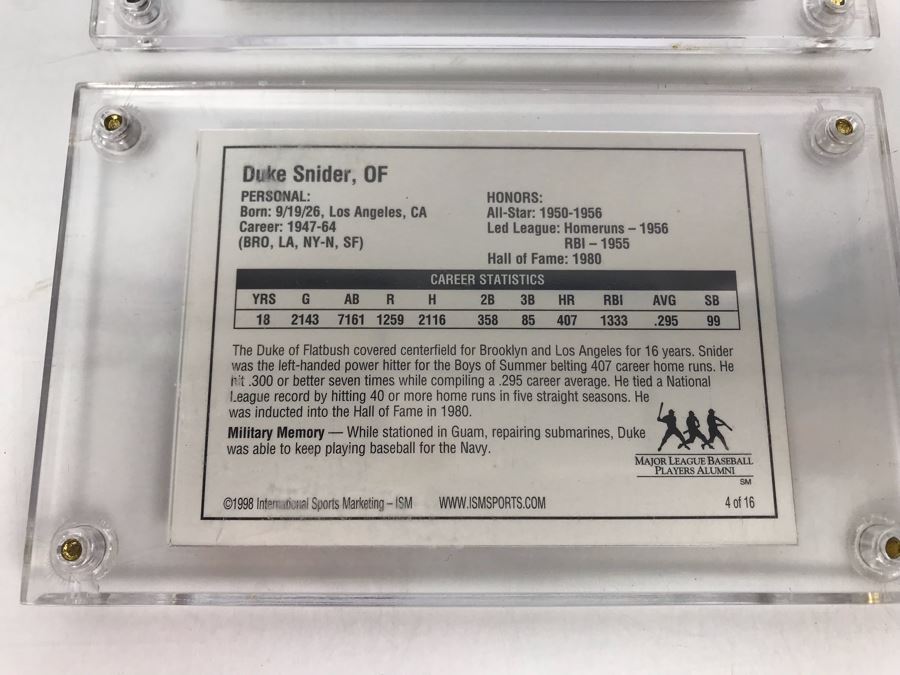 Duke Snider, OF
PERSONAL:
Born: 9/19/26, Los Angeles, CA
Career: 1947-64
(BRO, LA, NY-N, SF)
HONORS:
All-Star: 1950-1956
Led League: Homeruns – 1956
RBI – 1955
Hall of Fame: 1980
CAREER STATISTICS
YRS G AB R H 2B 3B HR RBI AVG SB
18 2143 7161 1259 2116 358 85 407 1333 .295 99
The Duke of Flatbush covered centerfield for Brooklyn and Los Angeles for 16 years. Snider
was the left-handed power hitter for the Boys of Summer belting 407 career home runs. He
hit .300 or better seven times while compiling a .295 career average. He tied a National
League record by hitting 40 or more home runs in five straight seasons. He
was inducted into the Hall of Fame in 1980.
Military Memory — While stationed in Guam, repairing submarines, Duke
was able to keep playing baseball for the Navy.
MAJOR LEAGUE BASEBALL
PLAYERS ALUMNI
SM
©1998 International Sports Marketing – ISM WWW.ISMSPORTS.COM 4 of 16